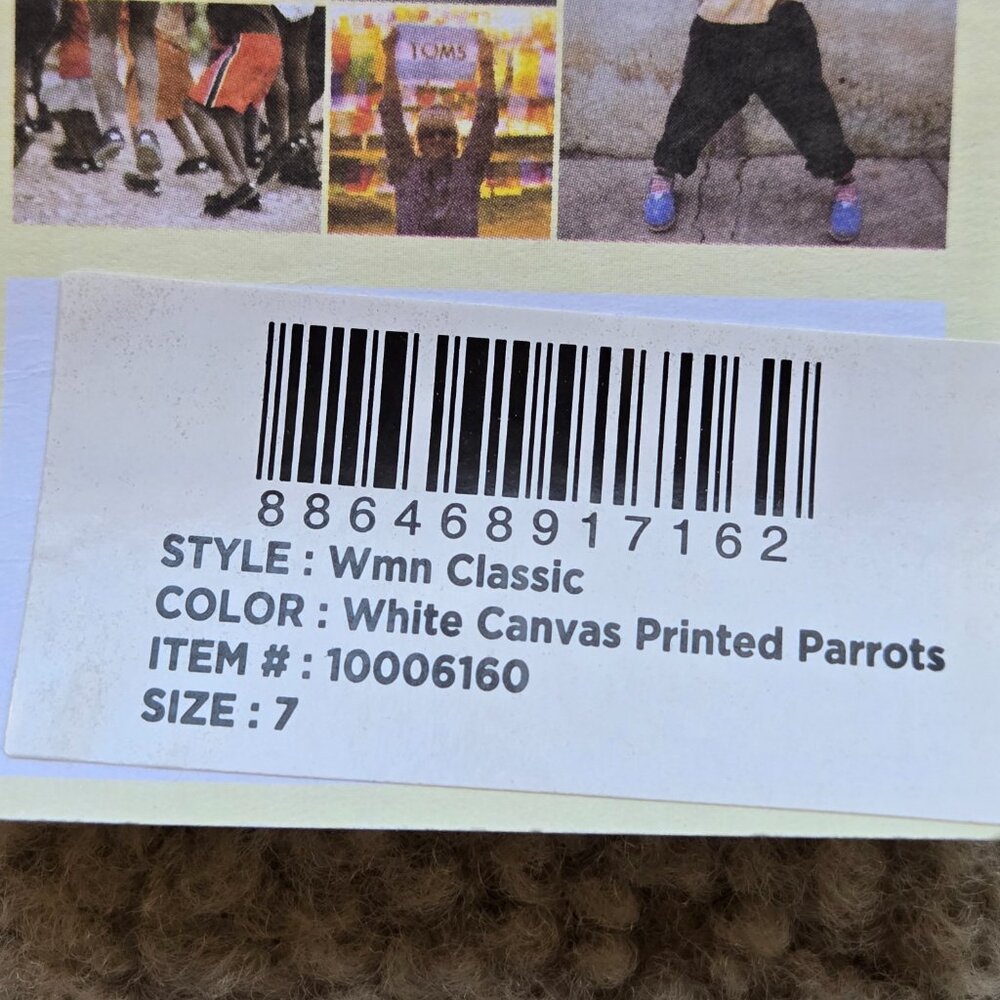 TOMS
886468917162
STYLE : Wmn Classic
COLOR : White Canvas Printed Parrots
ITEM # : 10006160
SIZE : 7